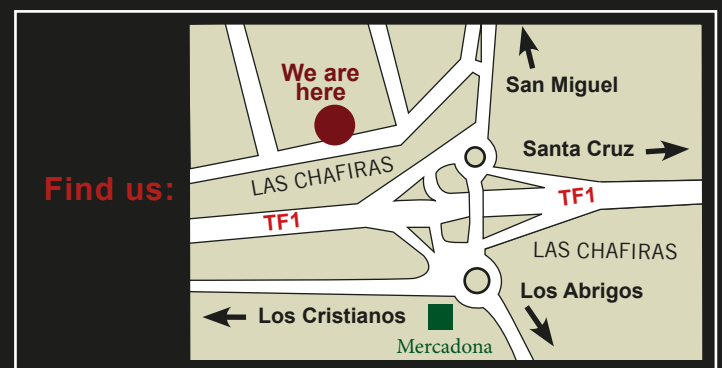 We are
here
San Miguel
Santa Cruz
Find us:
LAS CHAFIRAS
TF1
TF1
LAS CHAFIRAS
Los Abrigos
Los Cristianos
Mercadona